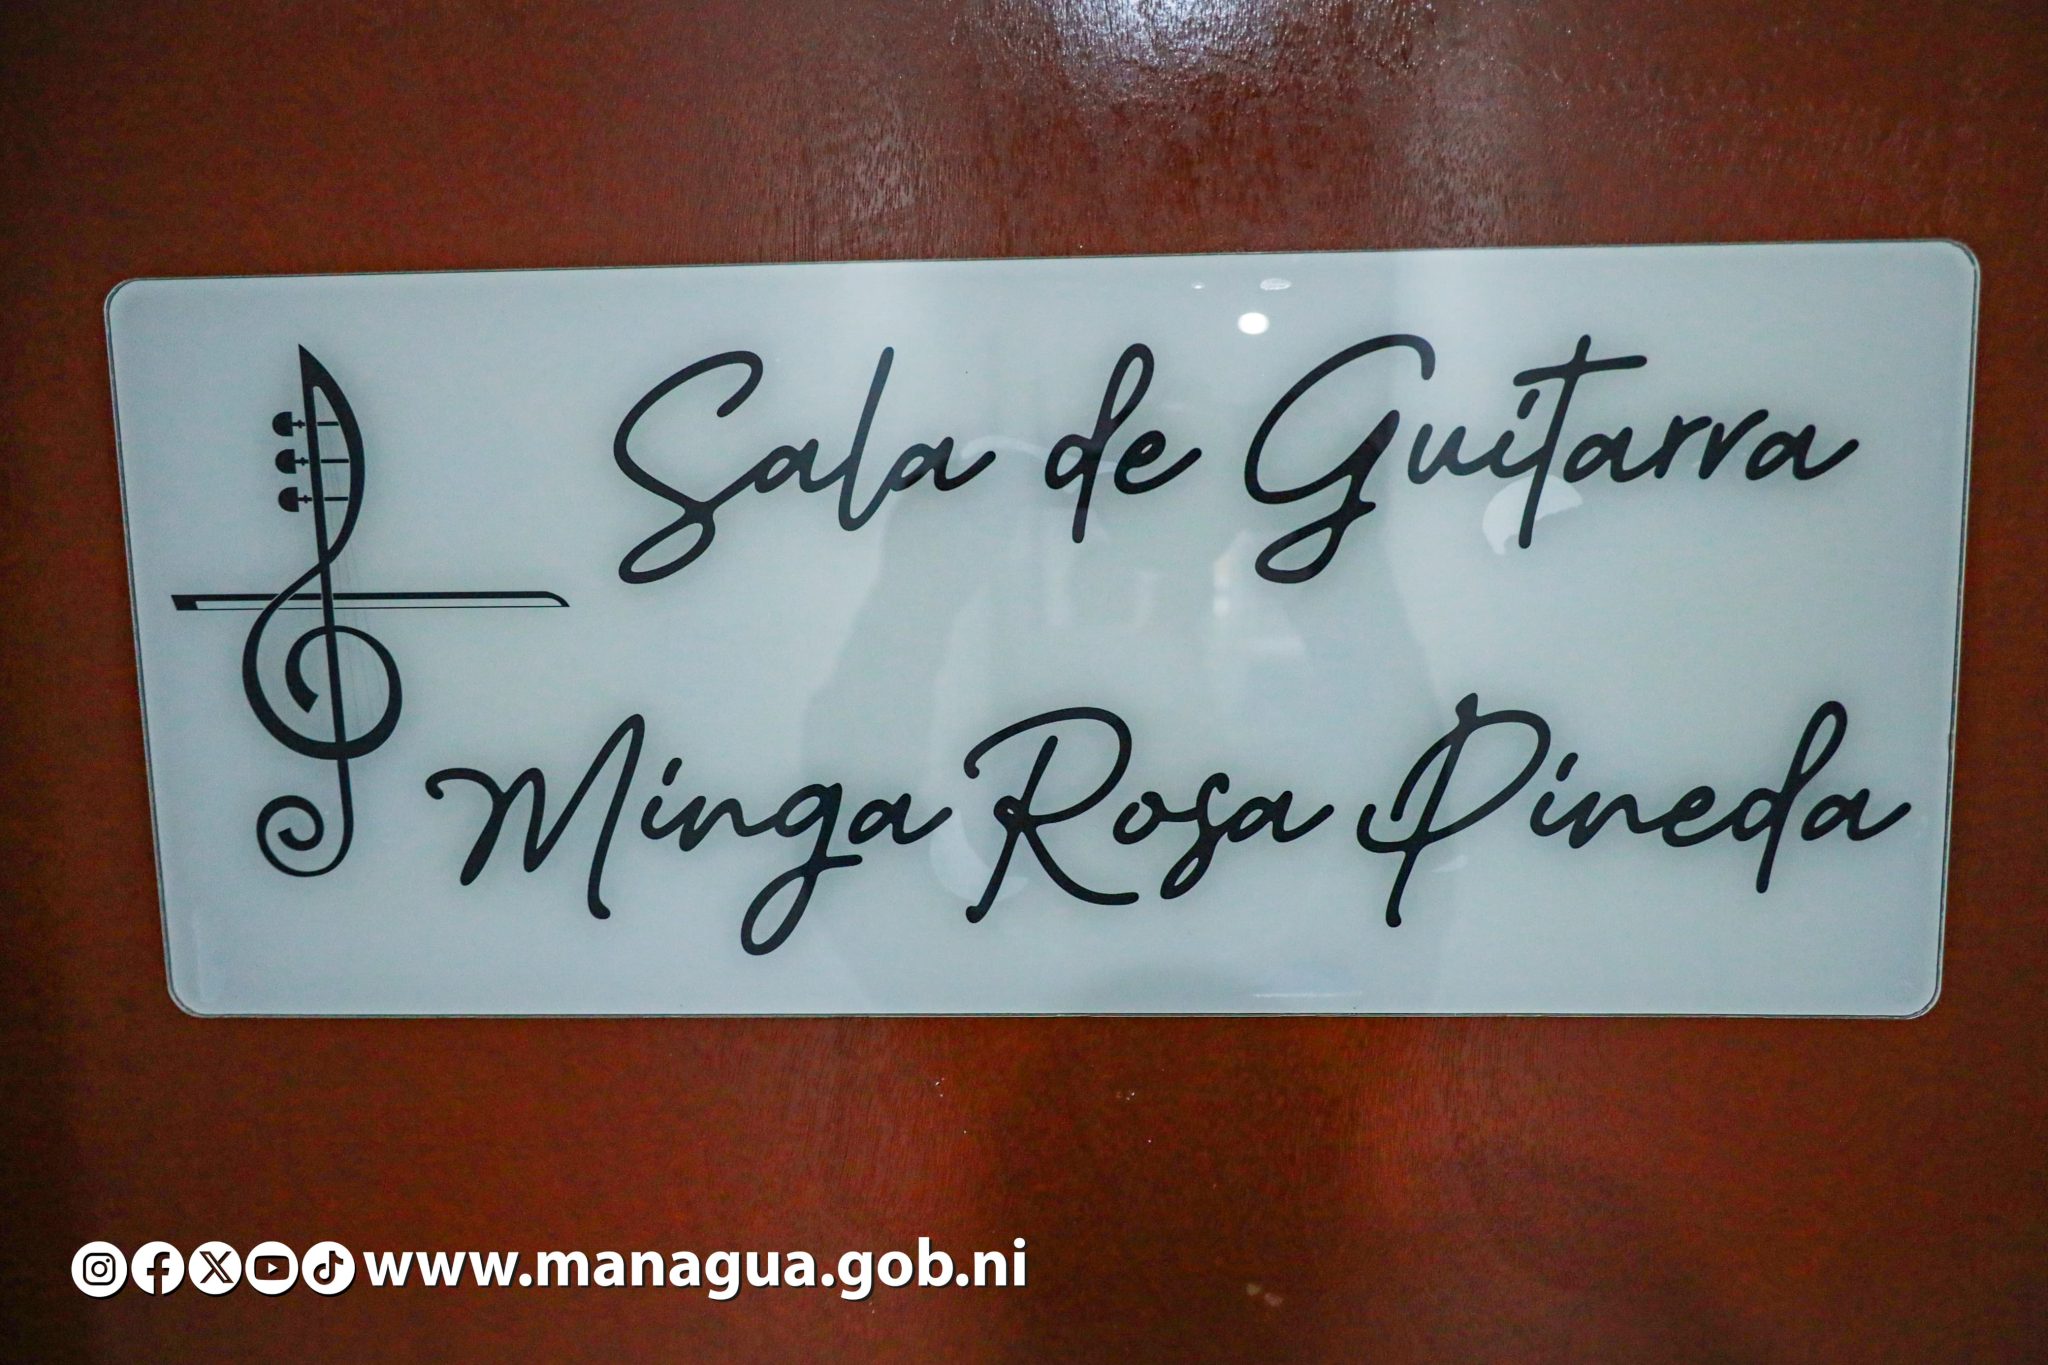 Sala de Guitarra
Minga Rosa Pineda
www.managua.gob.ni